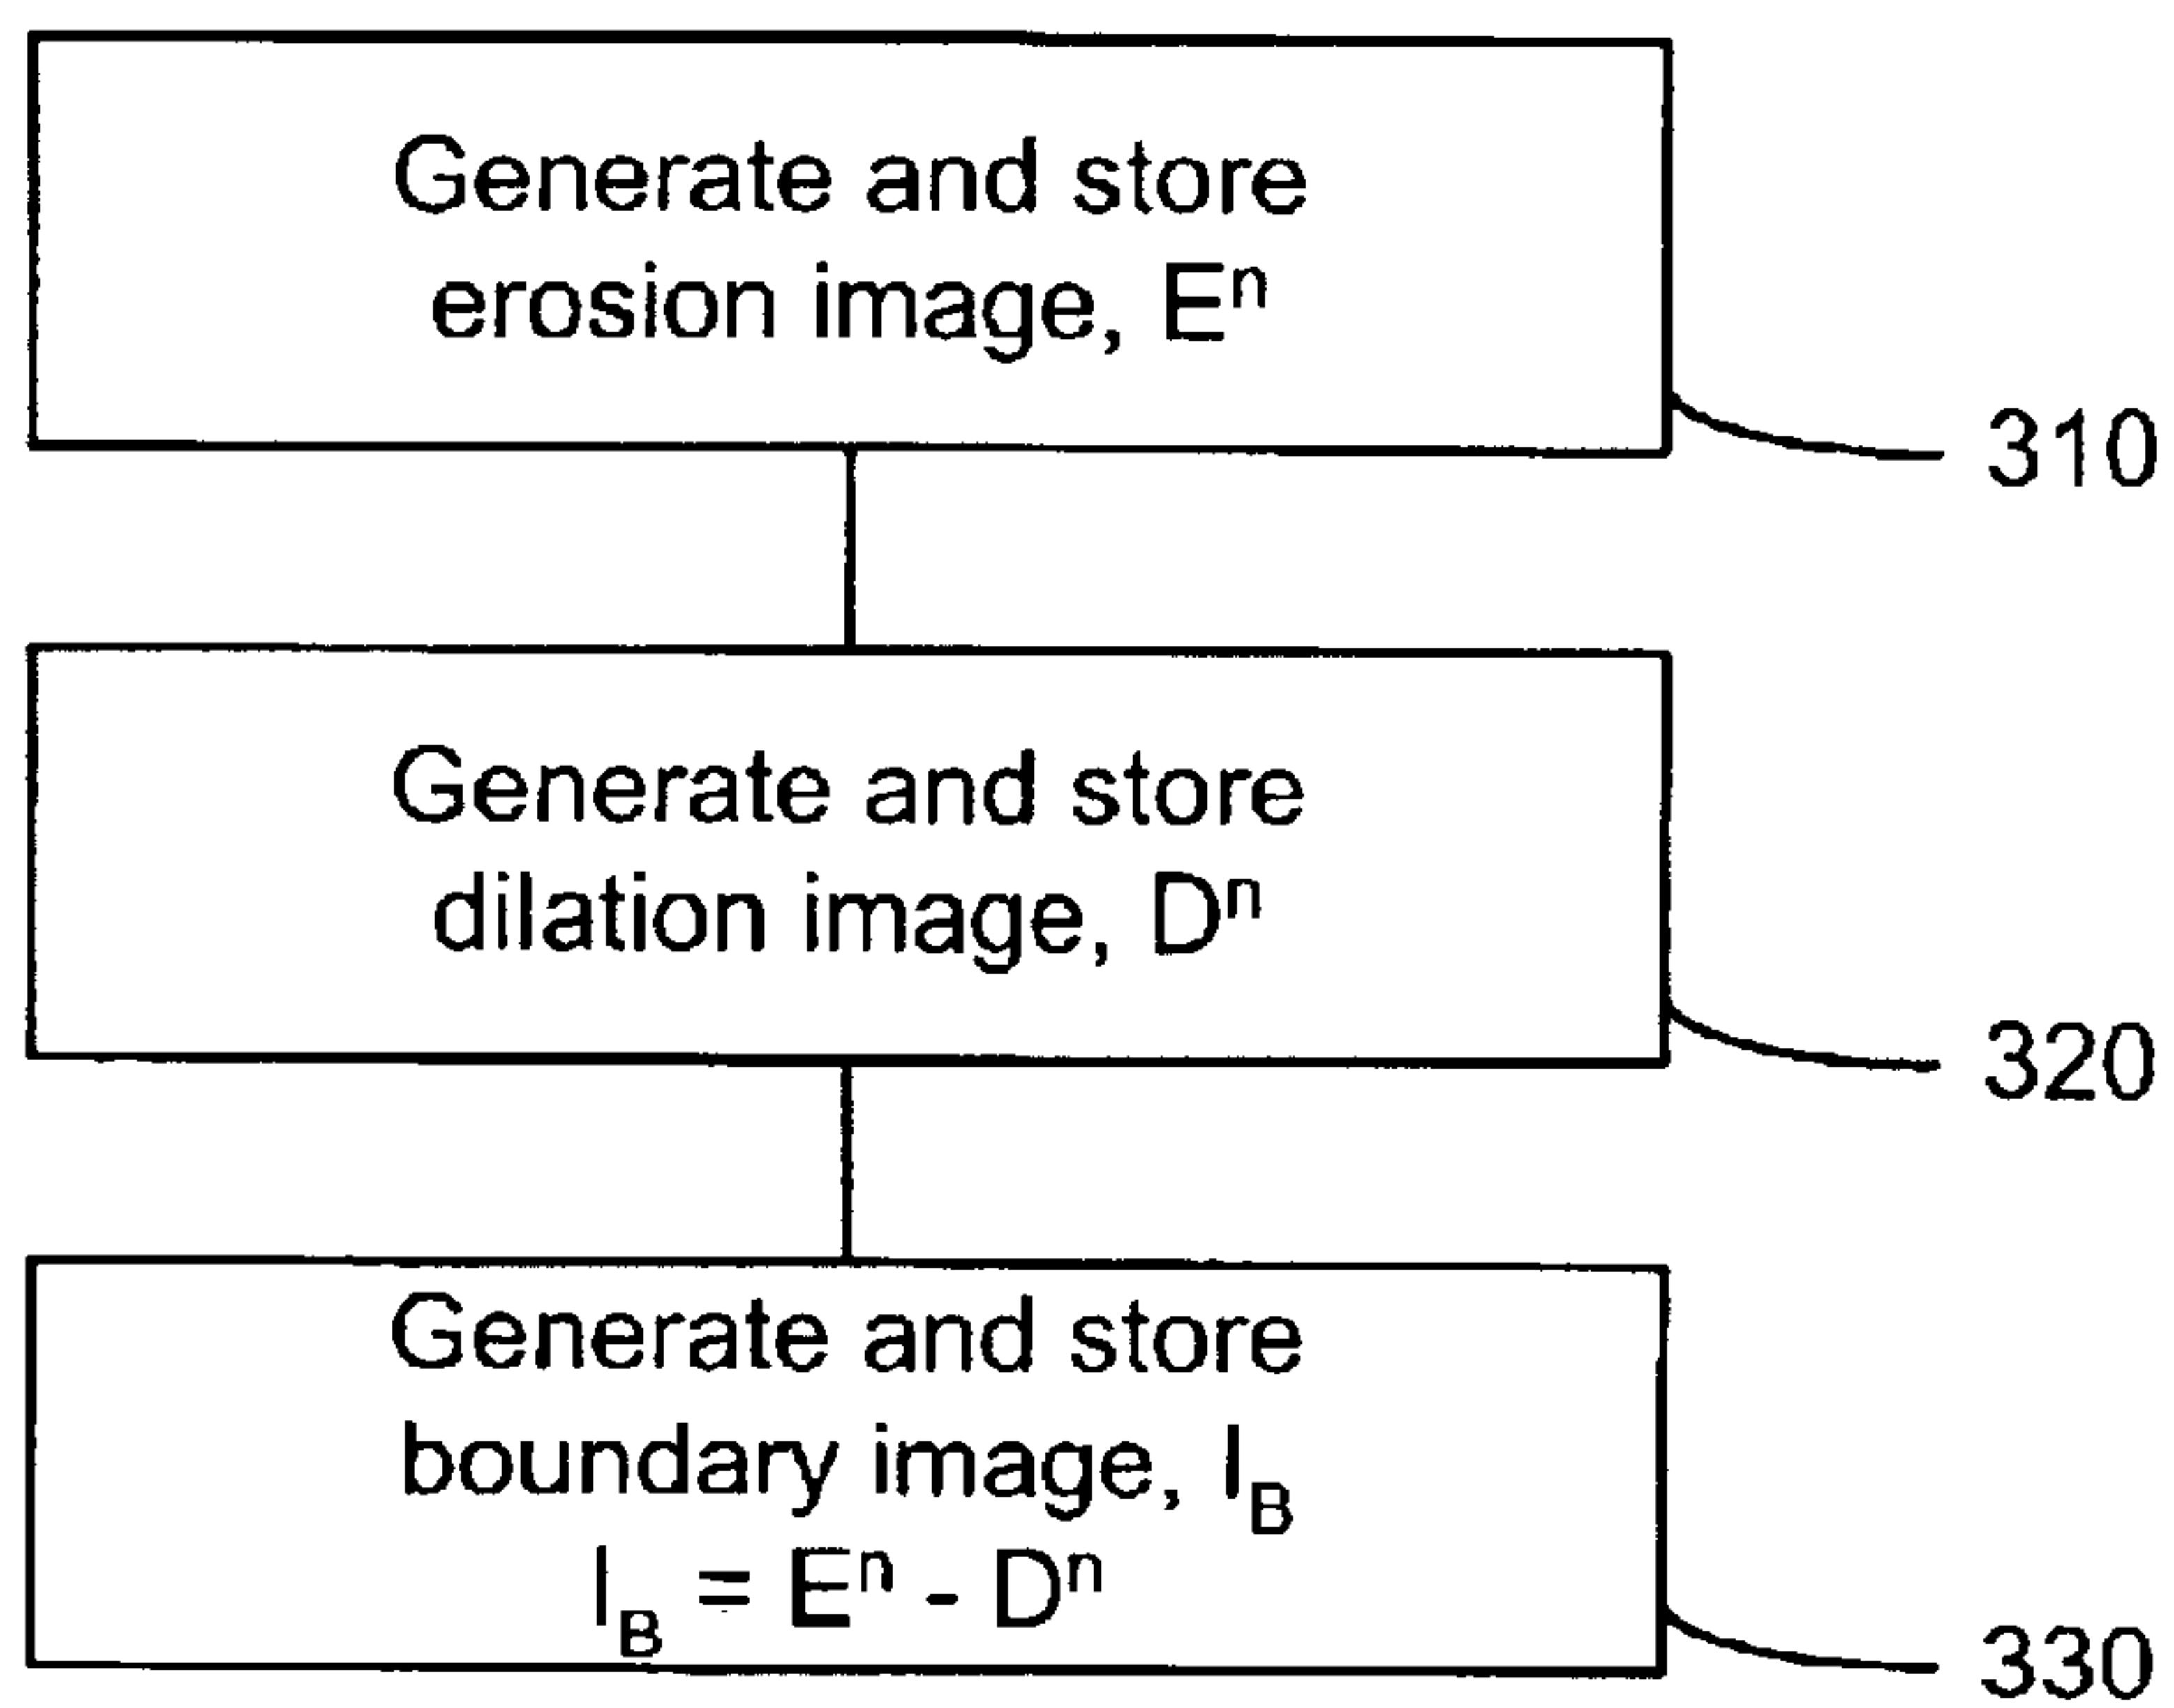 Generate and store
erosion image, Eⁿ
310
Generate and store
dilation image, Dⁿ
320
Generate and store
boundary image, I_B
I_B = Eⁿ - Dⁿ
330